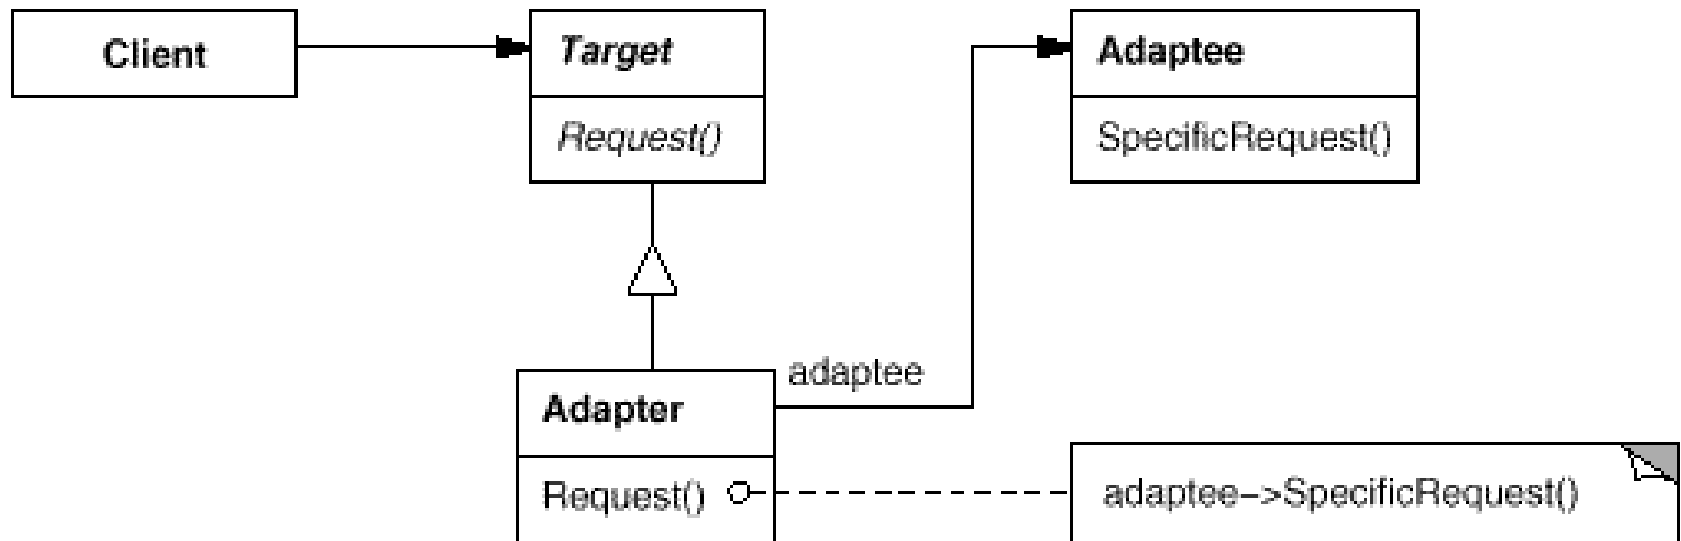 Client
Target
Request()
Adaptee
SpecificRequest()
adaptee
Adapter
Request()
adaptee->SpecificRequest()